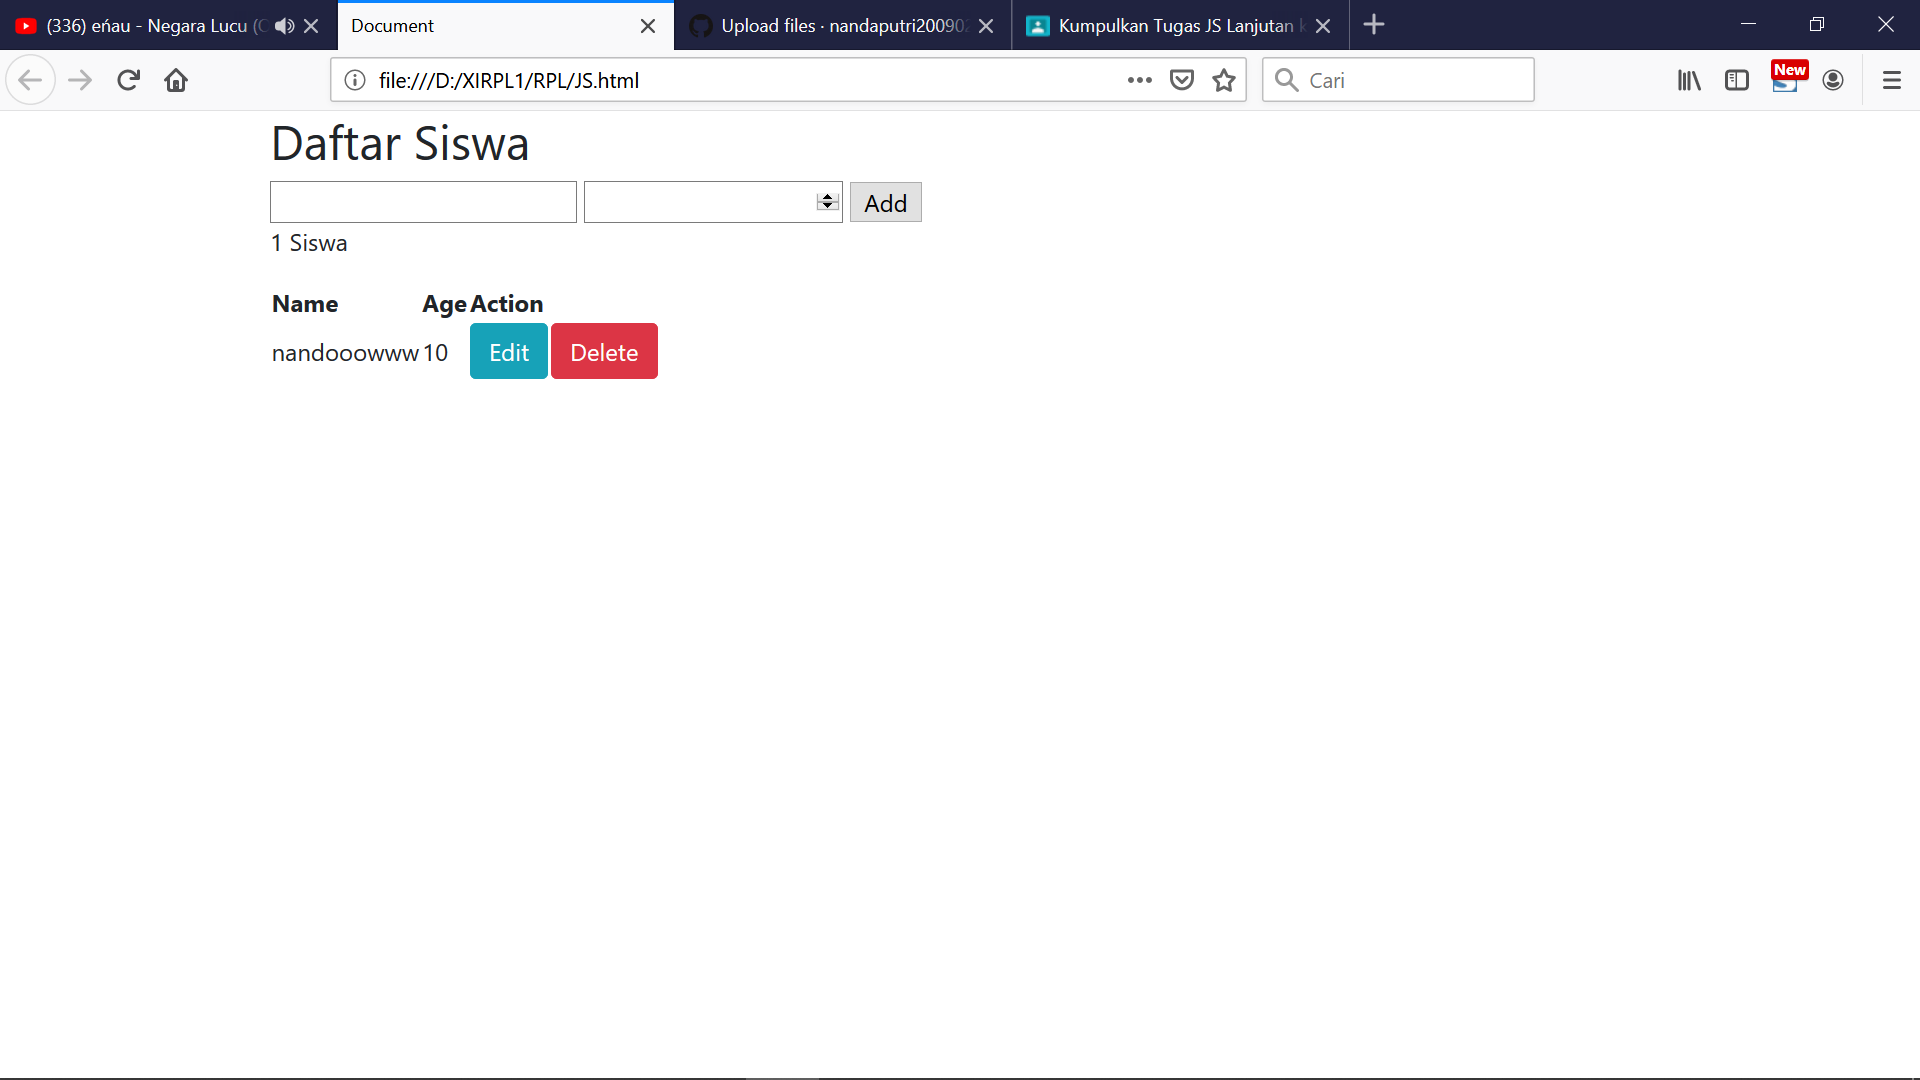 (336) eńau - Negara Lucu (
Document
Upload files · nandaputri20090
Kumpulkan Tugas JS Lanjutan
file:///D:/XIRPL1/RPL/JS.html
Cari
New
Daftar Siswa
Add
1 Siswa
Name Age Action
nandooowww 10 Edit Delete